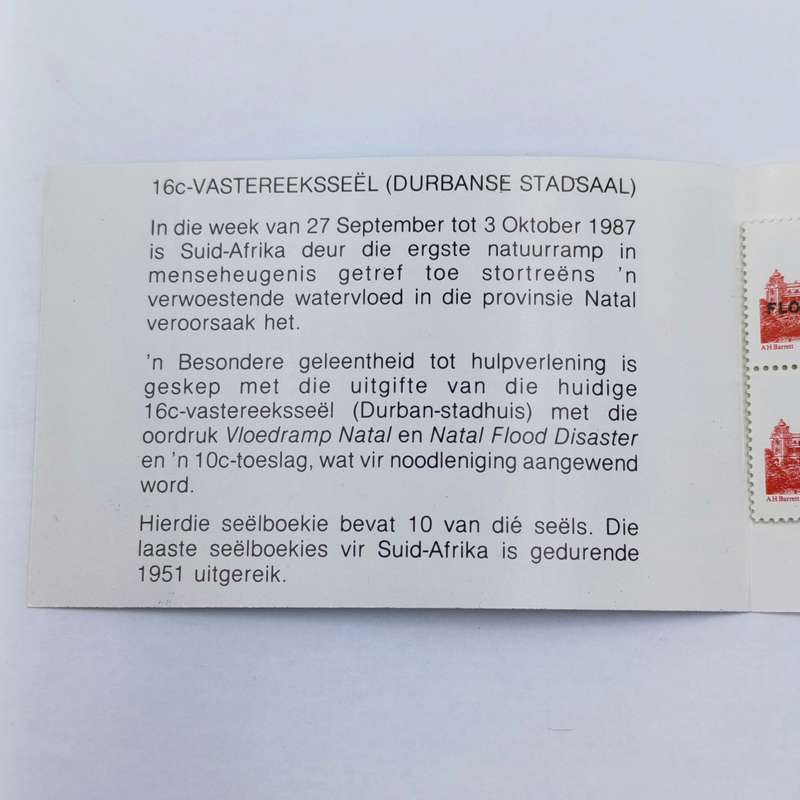 16c-VASTEREEKSSEËL (DURBANSE STADSAAL)
In die week van 27 September tot 3 Oktober 1987
is Suid-Afrika deur die ergste natuurramp in
menseheugenis getref toe stortreëns 'n
verwoestende watervloed in die provinsie Natal
veroorsaak het.
'n Besondere geleentheid tot hulpverlening is
geskep met die uitgifte van die huidige
16c-vastereeksseël (Durban-stadhuis) met die
oordruk Vloedramp Natal en Natal Flood Disaster
en 'n 10c-toeslag, wat vir noodleniging aangewend
word.
Hierdie seëlboekie bevat 10 van dié seëls. Die
laaste seëlboekies vir Suid-Afrika is gedurende
1951 uitgereik.
FLO
A H Barrett
A H Barrett